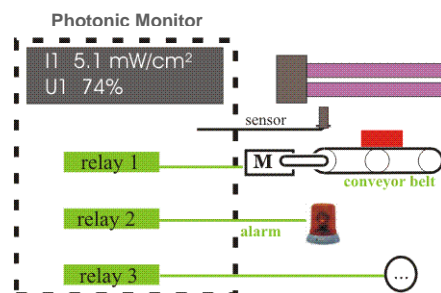 Photonic Monitor
I1 5.1 mW/cm²
U1 74%
sensor
relay 1
M
conveyor belt
relay 2
alarm
relay 3
...